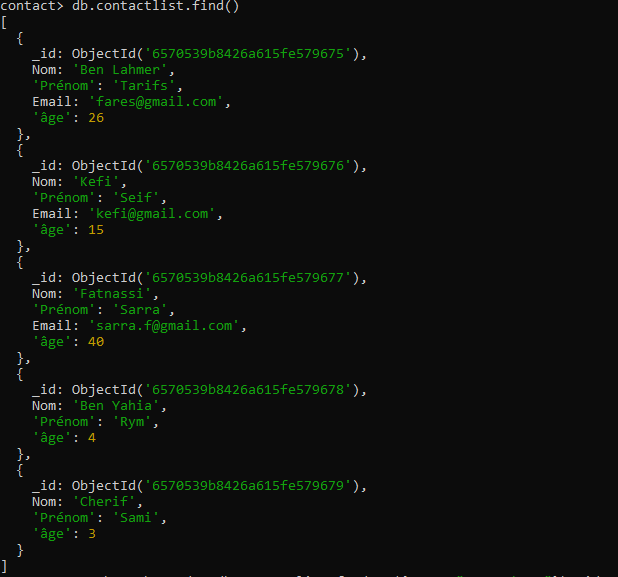 contact> db.contactlist.find()
[
  {
    _id: ObjectId('6570539b8426a615fe579675'),
    Nom: 'Ben Lahmer',
    'Prénom': 'Tarifs',
    Email: 'fares@gmail.com',
    'âge': 26
  },
  {
    _id: ObjectId('6570539b8426a615fe579676'),
    Nom: 'Kefi',
    'Prénom': 'Seif',
    Email: 'kefi@gmail.com',
    'âge': 15
  },
  {
    _id: ObjectId('6570539b8426a615fe579677'),
    Nom: 'Fatnassi',
    'Prénom': 'Sarra',
    Email: 'sarra.f@gmail.com',
    'âge': 40
  },
  {
    _id: ObjectId('6570539b8426a615fe579678'),
    Nom: 'Ben Yahia',
    'Prénom': 'Rym',
    'âge': 4
  },
  {
    _id: ObjectId('6570539b8426a615fe579679'),
    Nom: 'Cherif',
    'Prénom': 'Sami',
    'âge': 3
  }
]